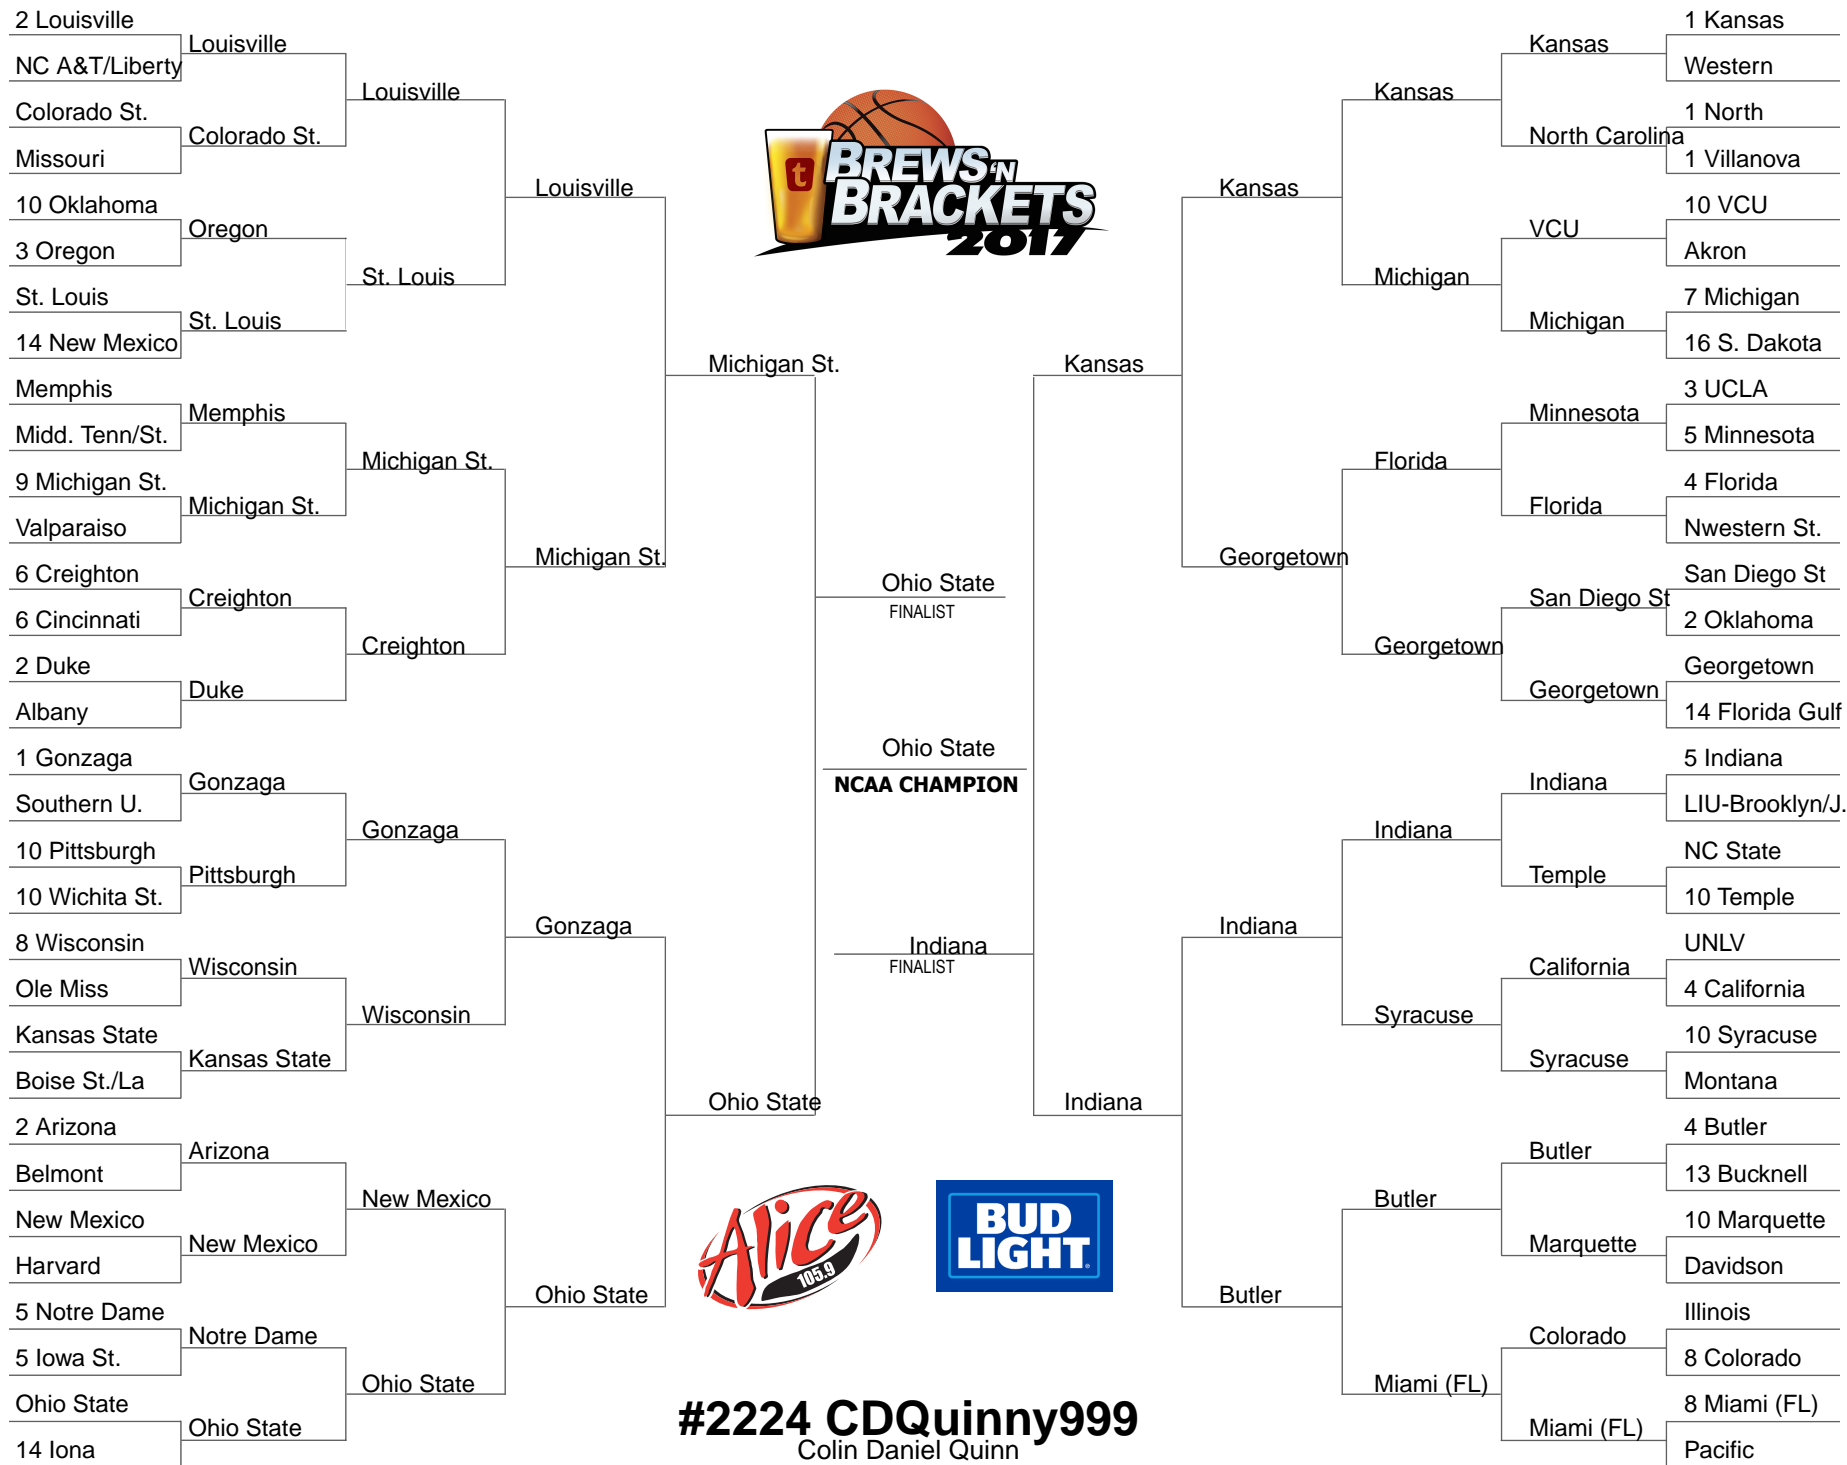 2 Louisville
NC A&T/Liberty
Colorado St.
Missouri
10 Oklahoma
3 Oregon
St. Louis
14 New Mexico
Memphis
Midd. Tenn/St.
9 Michigan St.
Valparaiso
6 Creighton
6 Cincinnati
2 Duke
Albany
1 Gonzaga
Southern U.
10 Pittsburgh
10 Wichita St.
8 Wisconsin
Ole Miss
Kansas State
Boise St./La
2 Arizona
Belmont
New Mexico
Harvard
5 Notre Dame
5 Iowa St.
Ohio State
14 Iona
Louisville
Colorado St.
Oregon
St. Louis
Memphis
Michigan St.
Creighton
Duke
Gonzaga
Pittsburgh
Wisconsin
Kansas State
Arizona
New Mexico
Notre Dame
Ohio State
Louisville
St. Louis
Michigan St.
Creighton
Gonzaga
Wisconsin
New Mexico
Ohio State
Louisville
Michigan St.
Gonzaga
Ohio State
Michigan St.
Ohio State
t
BREWS 'N
BRACKETS
2017
Ohio State
FINALIST
Ohio State
NCAA CHAMPION
Indiana
FINALIST
Alice
105.9
BUD
LIGHT
#2224 CDQuinny999
Colin Daniel Quinn
Kansas
Indiana
Kansas
Georgetown
Indiana
Butler
Kansas
Michigan
Florida
Georgetown
Indiana
Syracuse
Butler
Miami (FL)
Kansas
North Carolina
VCU
Michigan
Minnesota
Florida
San Diego St
Georgetown
Indiana
Temple
California
Syracuse
Butler
Marquette
Colorado
Miami (FL)
1 Kansas
Western
1 North
1 Villanova
10 VCU
Akron
7 Michigan
16 S. Dakota
3 UCLA
5 Minnesota
4 Florida
Nwestern St.
San Diego St
2 Oklahoma
Georgetown
14 Florida Gulf
5 Indiana
LIU-Brooklyn/J.
NC State
10 Temple
UNLV
4 California
10 Syracuse
Montana
4 Butler
13 Bucknell
10 Marquette
Davidson
Illinois
8 Colorado
8 Miami (FL)
Pacific